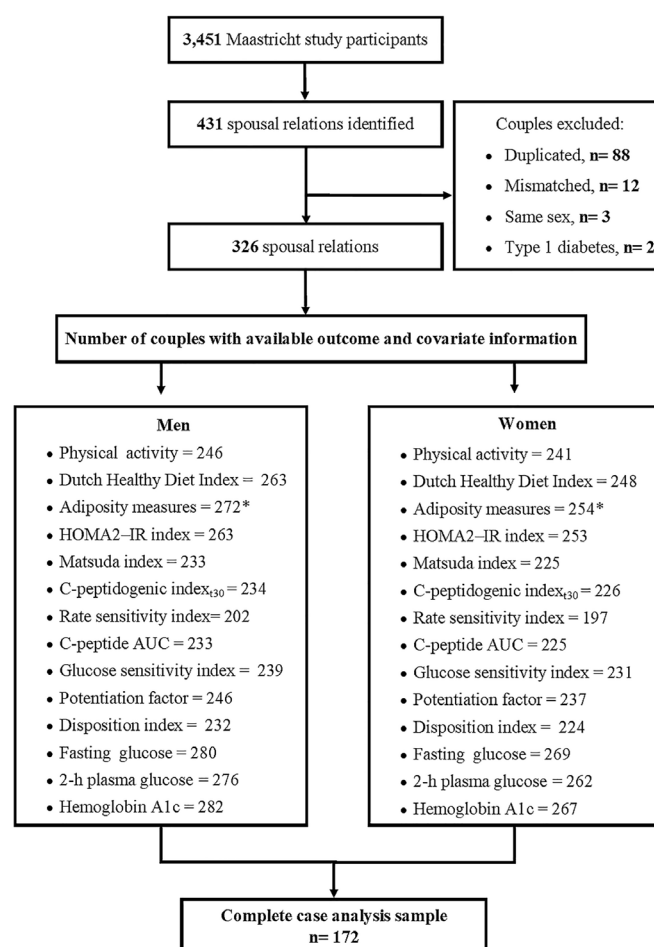 3,451 Maastricht study participants
431 spousal relations identified
Couples excluded:
• Duplicated, n= 88
• Mismatched, n= 12
• Same sex, n= 3
• Type 1 diabetes, n= 2
326 spousal relations
Number of couples with available outcome and covariate information
Men
• Physical activity = 246
• Dutch Healthy Diet Index = 263
• Adiposity measures = 272*
• HOMA2–IR index = 263
• Matsuda index = 233
• C-peptidogenic indext30 = 234
• Rate sensitivity index= 202
• C-peptide AUC = 233
• Glucose sensitivity index = 239
• Potentiation factor = 246
• Disposition index = 232
• Fasting glucose = 280
• 2-h plasma glucose = 276
• Hemoglobin A1c = 282
Women
• Physical activity = 241
• Dutch Healthy Diet Index = 248
• Adiposity measures = 254*
• HOMA2–IR index = 253
• Matsuda index = 225
• C-peptidogenic indext30 = 226
• Rate sensitivity index = 197
• C-peptide AUC = 225
• Glucose sensitivity index = 231
• Potentiation factor = 237
• Disposition index = 224
• Fasting glucose = 269
• 2-h plasma glucose = 262
• Hemoglobin A1c = 267
Complete case analysis sample
n= 172